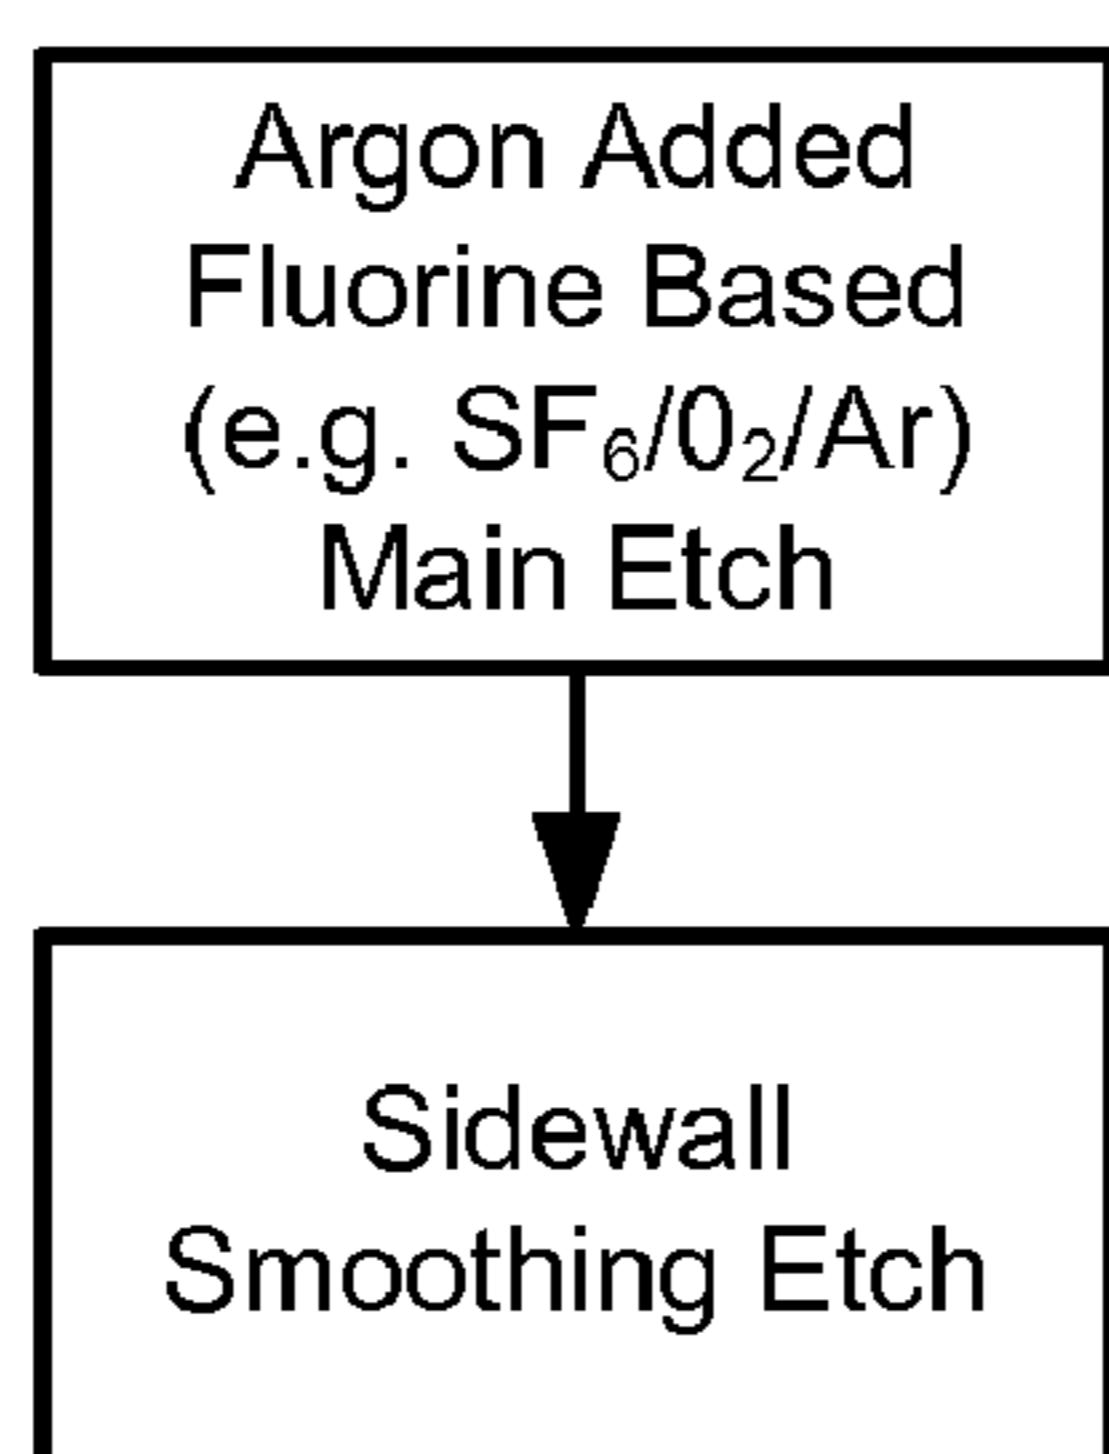 Argon Added
Fluorine Based
(e.g. SF₆/0₂/Ar)
Main Etch
Sidewall
Smoothing Etch